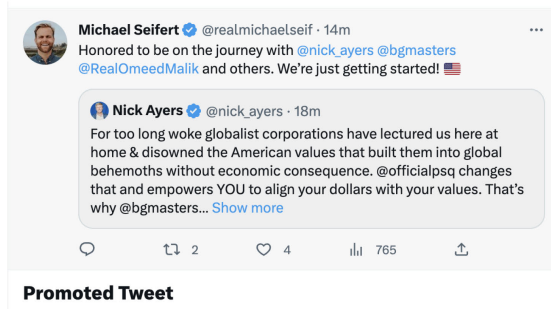 Michael Seifert @realmichaelseif · 14m
Honored to be on the journey with @nick_ayers @bgmasters
@RealOmeedMalik and others. We're just getting started! 🇺🇸
Nick Ayers @nick_ayers · 18m
For too long woke globalist corporations have lectured us here at
home & disowned the American values that built them into global
behemoths without economic consequence. @officialpsq changes
that and empowers YOU to align your dollars with your values. That's
why @bgmasters... Show more
2 4 765
Promoted Tweet